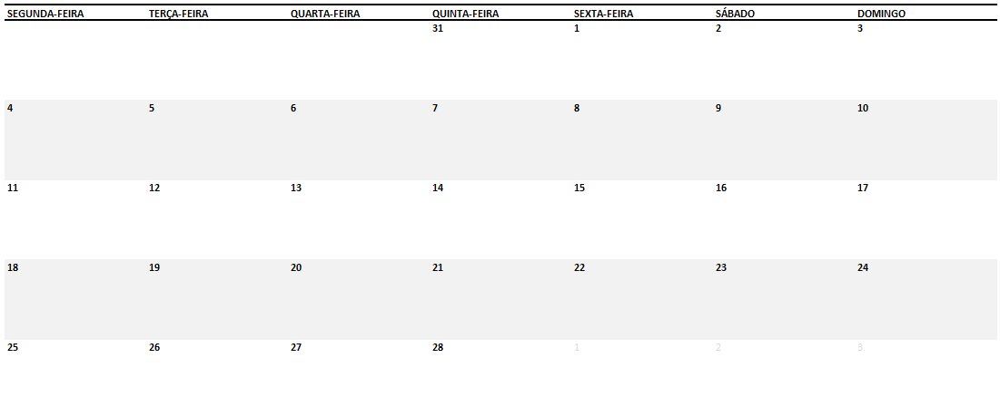 SEGUNDA-FEIRA TERÇA-FEIRA QUARTA-FEIRA QUINTA-FEIRA SEXTA-FEIRA SÁBADO DOMINGO
31 1 2 3
4 5 6 7 8 9 10
11 12 13 14 15 16 17
18 19 20 21 22 23 24
25 26 27 28 1 2 3